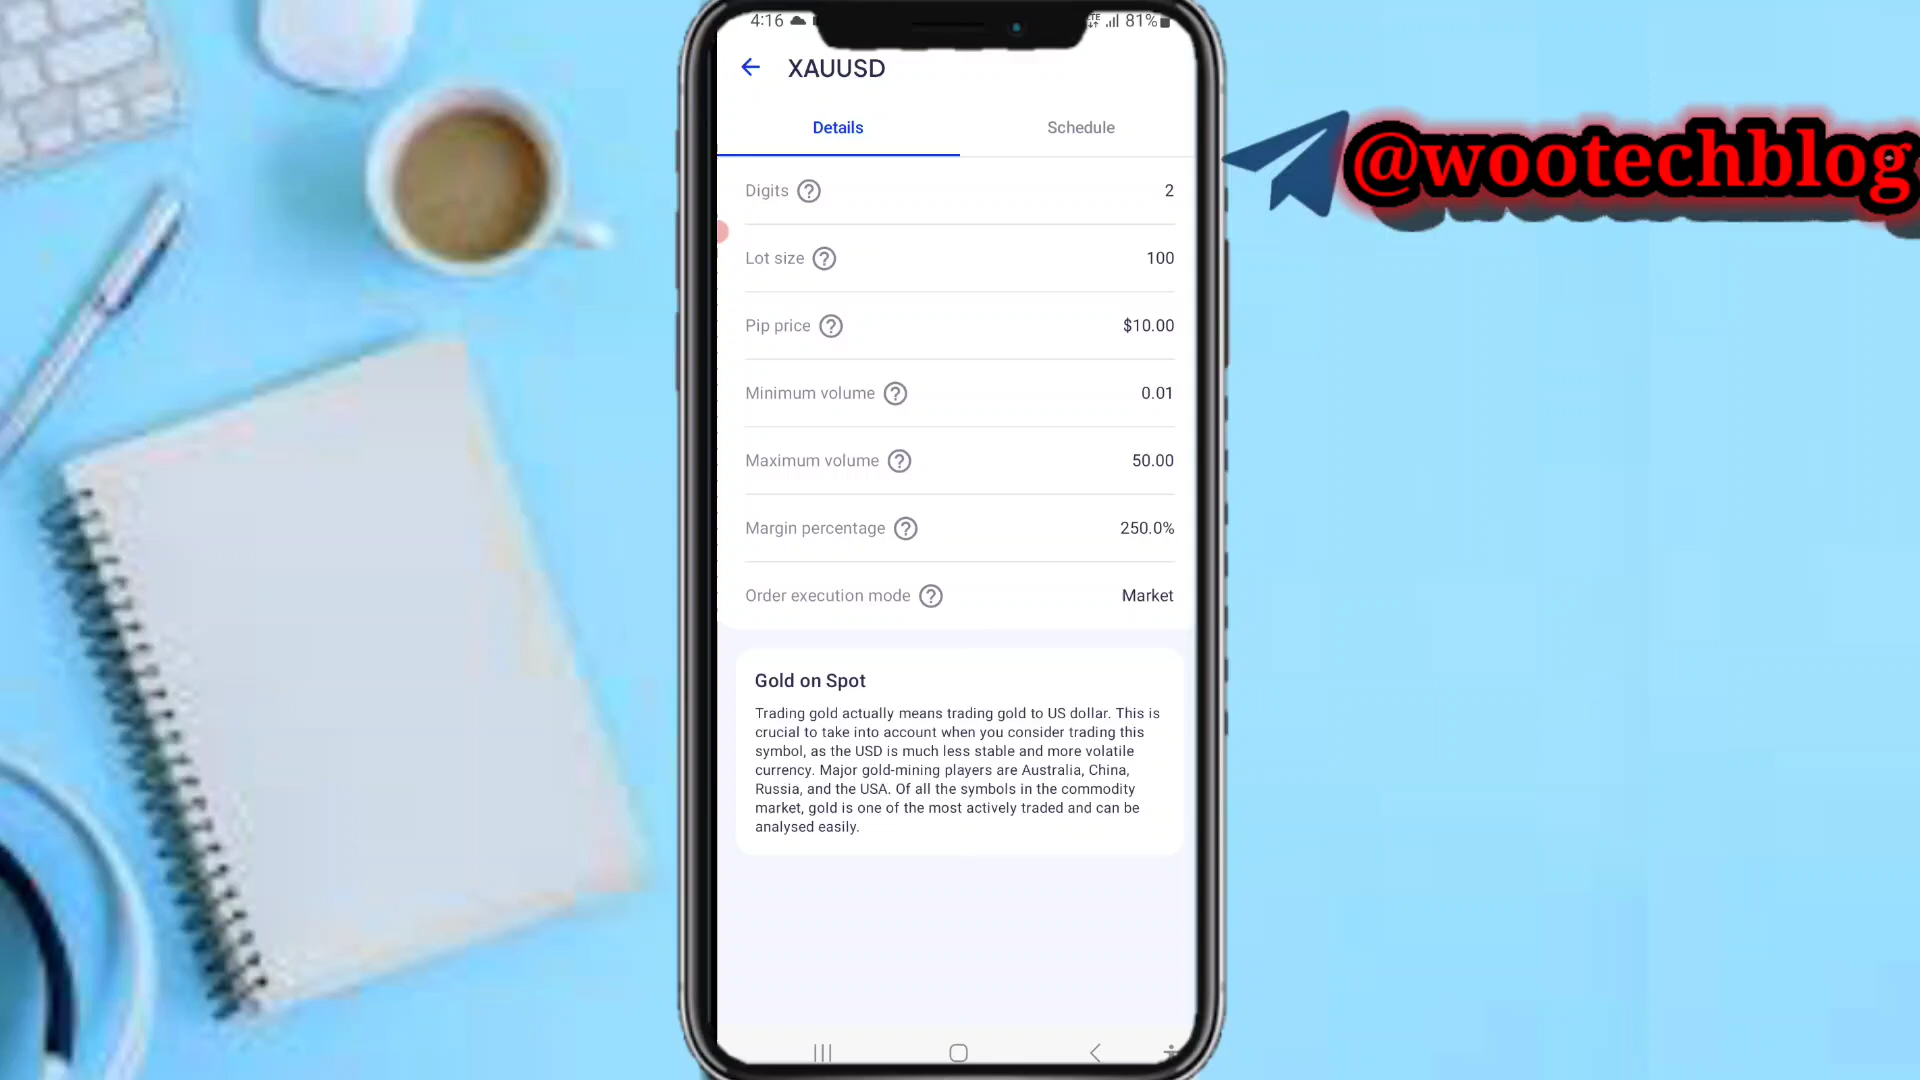 4:16
81%
XAUUSD
Details
Schedule
Digits
2
Lot size
100
Pip price
$10.00
Minimum volume
0.01
Maximum volume
50.00
Margin percentage
250.0%
Order execution mode
Market
Gold on Spot
Trading gold actually means trading gold to US dollar. This is
crucial to take into account when you consider trading this
symbol, as the USD is much less stable and more volatile
currency. Major gold-mining players are Australia, China,
Russia, and the USA. Of all the symbols in the commodity
market, gold is one of the most actively traded and can be
analysed easily.
@wootechblog